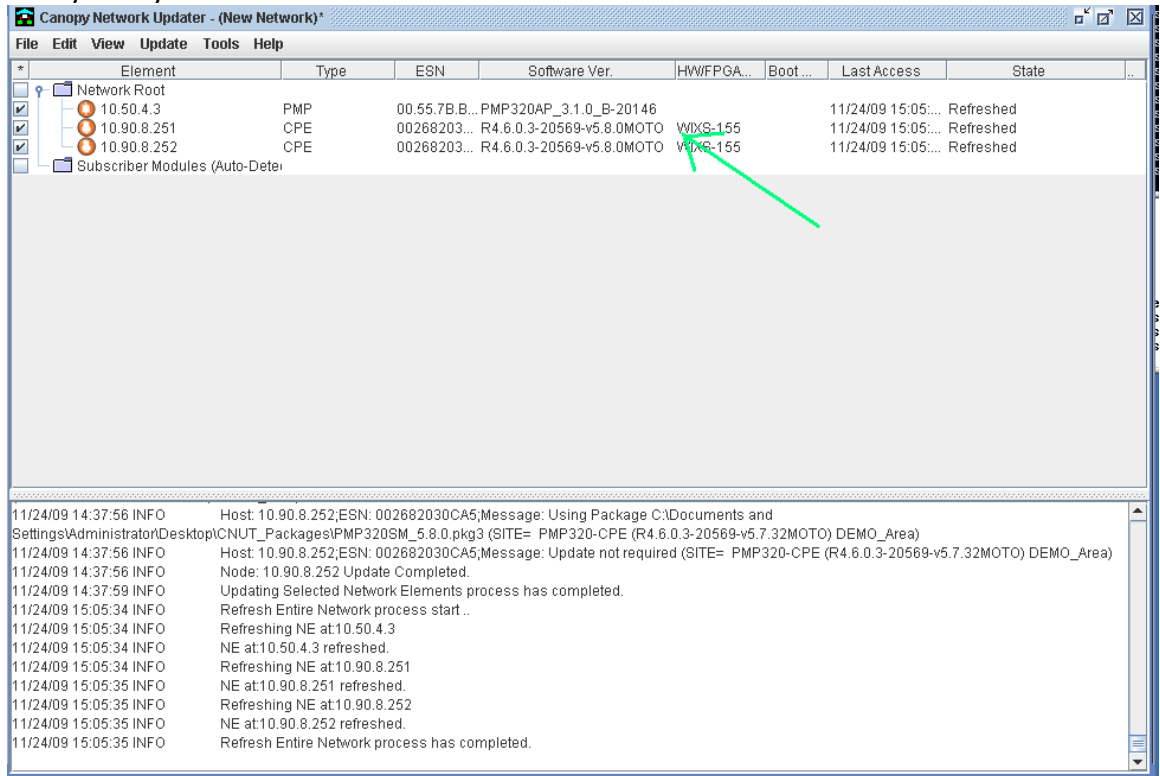 Canopy Network Updater - (New Network)*
File Edit View Update Tools Help
* Element Type ESN Software Ver. HW/FPGA... Boot ... Last Access State ..
Network Root
10.50.4.3 PMP 00.55.7B.B... PMP320AP_3.1.0_B-20146 11/24/09 15:05:... Refreshed
10.90.8.251 CPE 00268203... R4.6.0.3-20569-v5.8.0MOTO WIXS-155 11/24/09 15:05:... Refreshed
10.90.8.252 CPE 00268203... R4.6.0.3-20569-v5.8.0MOTO WIXS-155 11/24/09 15:05:... Refreshed
Subscriber Modules (Auto-Dete
11/24/09 14:37:56 INFO Host: 10.90.8.252;ESN: 002682030CA5;Message: Using Package C:\Documents and
Settings\Administrator\Desktop\CNUT_Packages\PMP320SM_5.8.0.pkg3 (SITE= PMP320-CPE (R4.6.0.3-20569-v5.7.32MOTO) DEMO_Area)
11/24/09 14:37:56 INFO Host: 10.90.8.252;ESN: 002682030CA5;Message: Update not required (SITE= PMP320-CPE (R4.6.0.3-20569-v5.7.32MOTO) DEMO_Area)
11/24/09 14:37:56 INFO Node: 10.90.8.252 Update Completed.
11/24/09 14:37:59 INFO Updating Selected Network Elements process has completed.
11/24/09 15:05:34 INFO Refresh Entire Network process start ..
11/24/09 15:05:34 INFO Refreshing NE at:10.50.4.3
11/24/09 15:05:34 INFO NE at:10.50.4.3 refreshed.
11/24/09 15:05:34 INFO Refreshing NE at:10.90.8.251
11/24/09 15:05:35 INFO NE at:10.90.8.251 refreshed.
11/24/09 15:05:35 INFO Refreshing NE at:10.90.8.252
11/24/09 15:05:35 INFO NE at:10.90.8.252 refreshed.
11/24/09 15:05:35 INFO Refresh Entire Network process has completed.